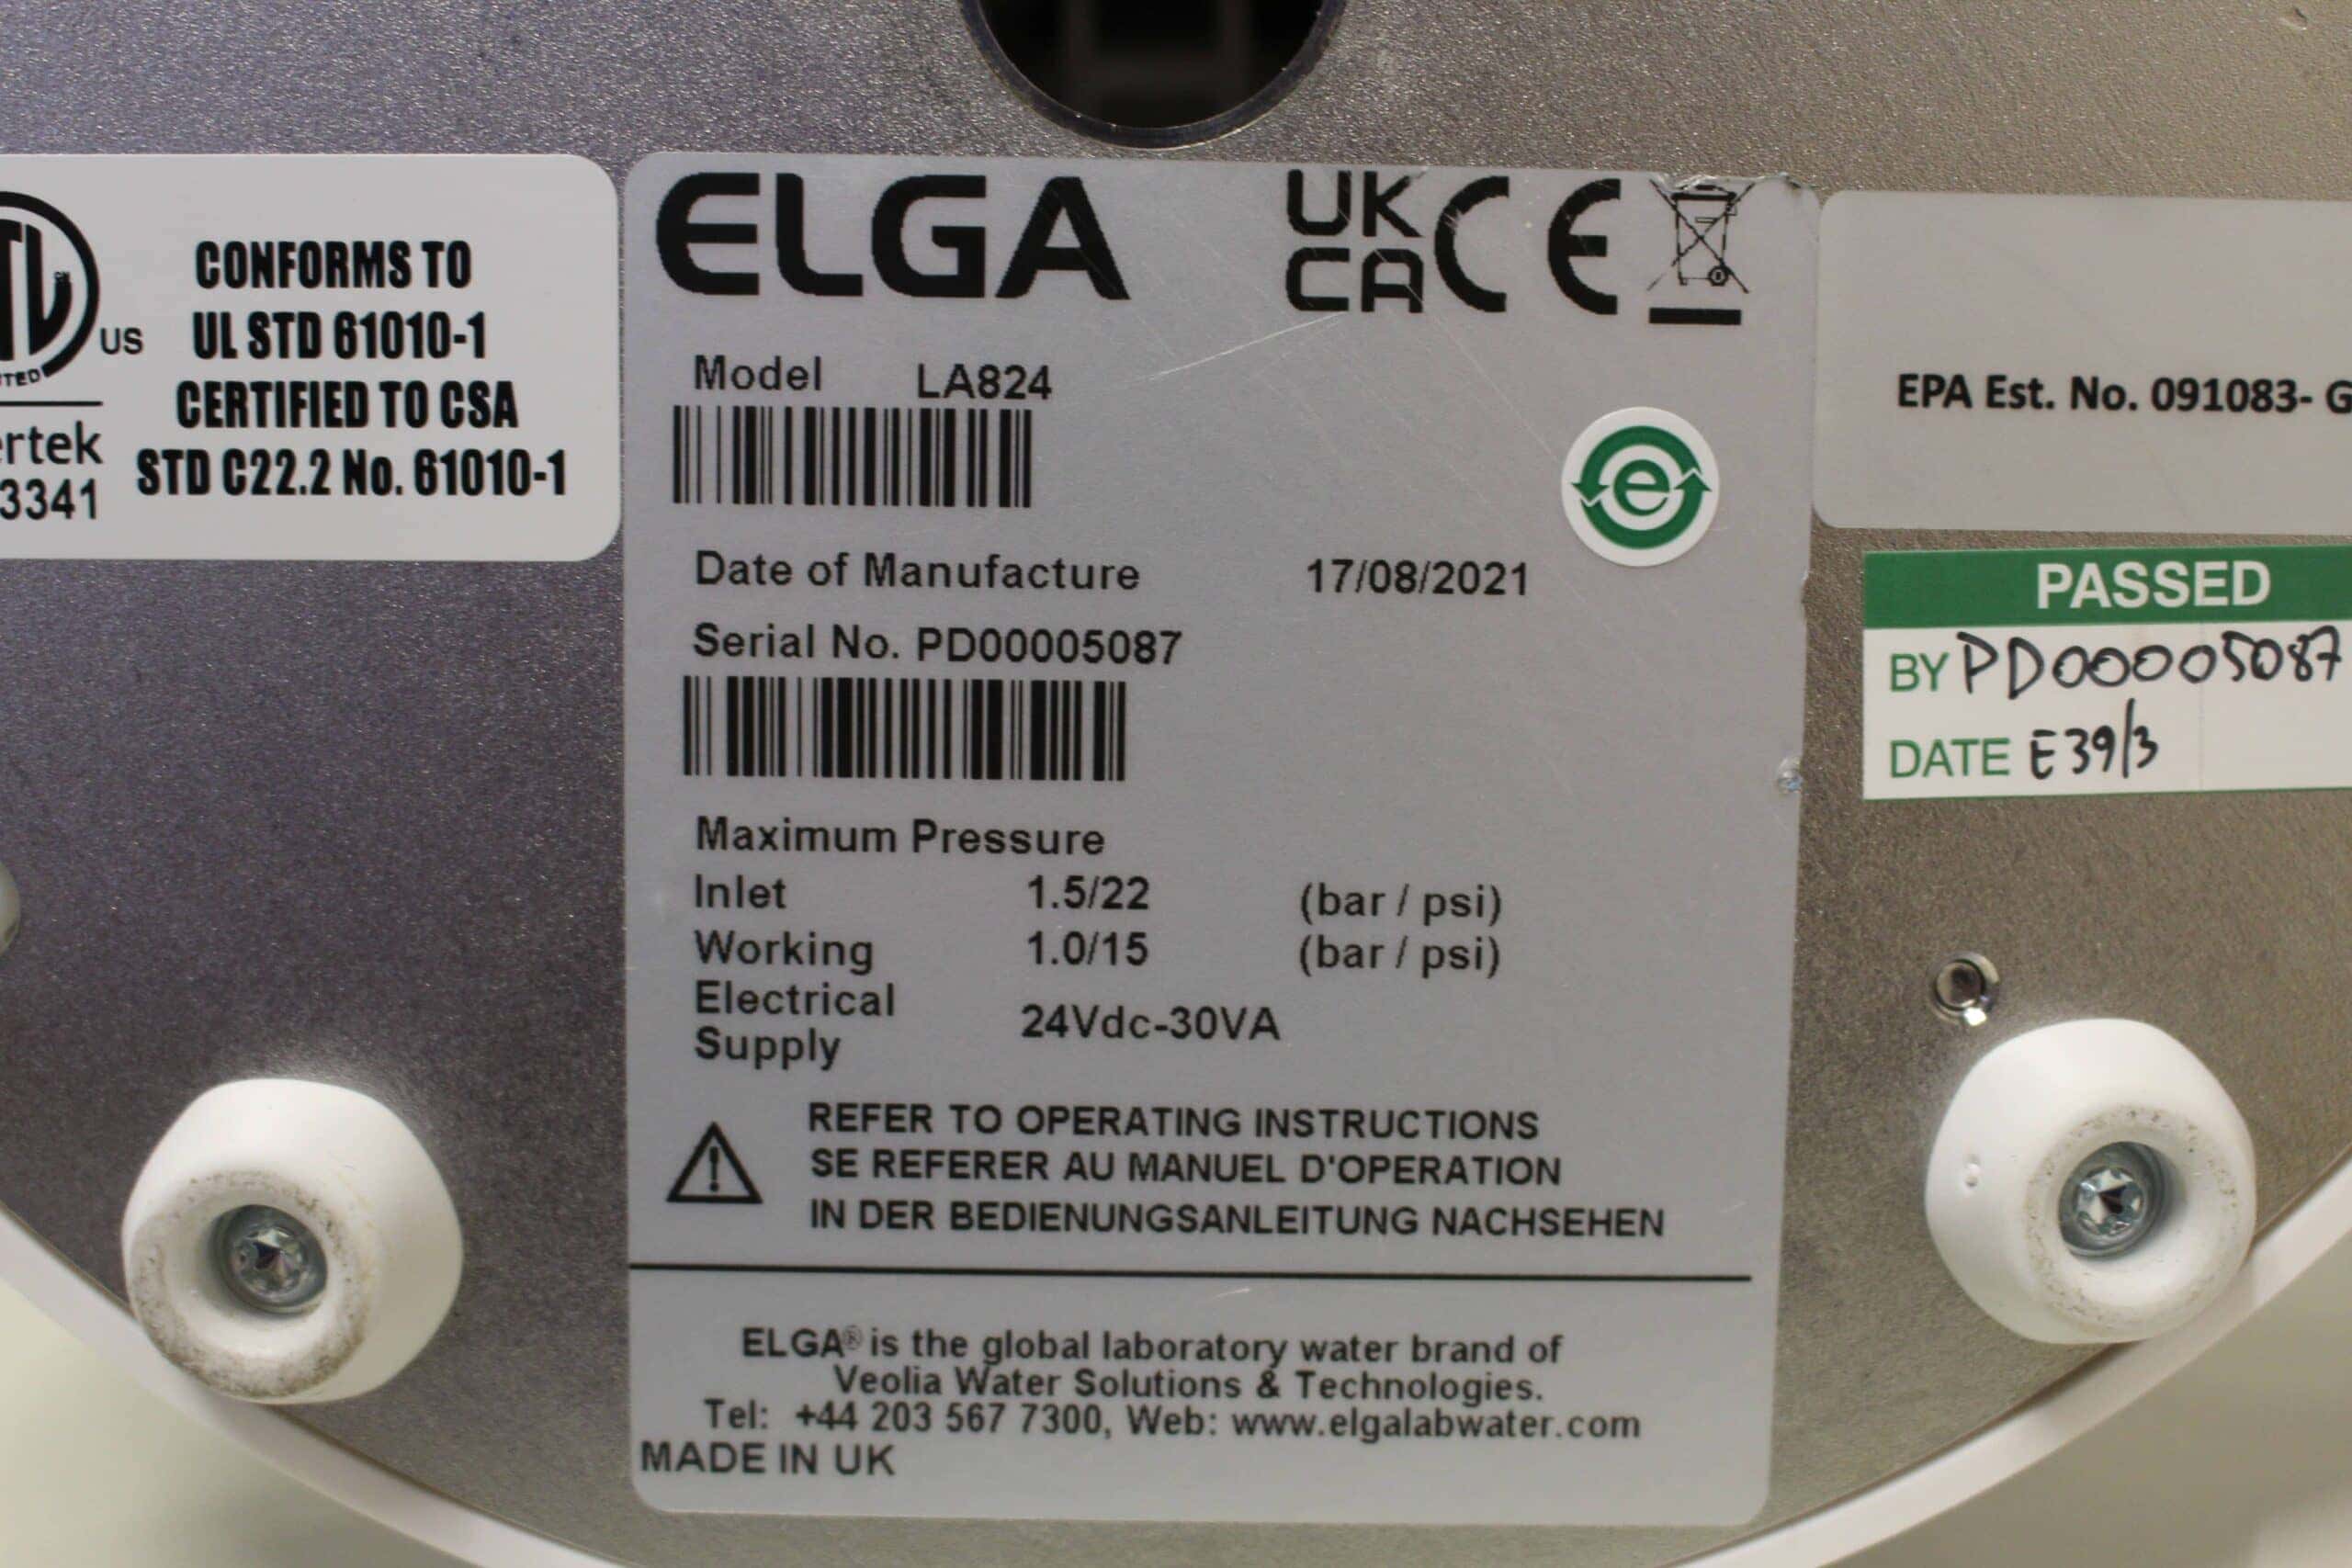 US
CONFORMS TO
UL STD 61010-1
CERTIFIED TO CSA
STD C22.2 No. 61010-1
3341
ELGA
UK
CA
CE
Model LA824
e
Date of Manufacture 17/08/2021
Serial No. PD00005087
Maximum Pressure
Inlet 1.5/22 (bar / psi)
Working 1.0/15 (bar / psi)
Electrical
Supply 24Vdc-30VA
REFER TO OPERATING INSTRUCTIONS
SE REFERER AU MANUEL D'OPERATION
IN DER BEDIENUNGSANLEITUNG NACHSEHEN
ELGA® is the global laboratory water brand of
Veolia Water Solutions & Technologies.
Tel: +44 203 567 7300, Web: www.elgalabwater.com
MADE IN UK
EPA Est. No. 091083- G
PASSED
BY PD00005087
DATE E39/3